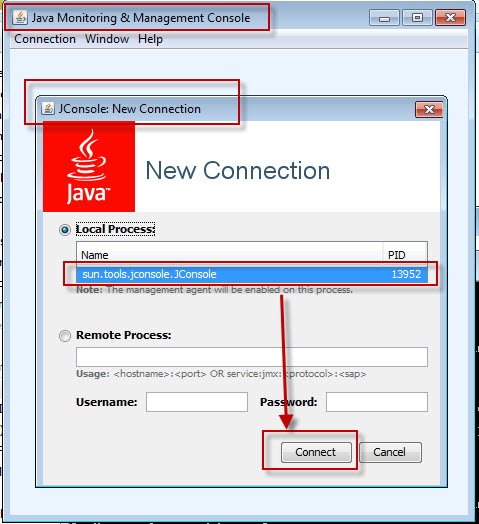 Java Monitoring & Management Console
Connection Window Help
JConsole: New Connection
Java™
New Connection
Local Process:
Name PID
sun.tools.jconsole.JConsole 13952
Note: The management agent will be enabled on this process.
Remote Process:
Usage: <hostname>:<port> OR service:jmx:<protocol>:<sap>
Username: Password:
Connect Cancel